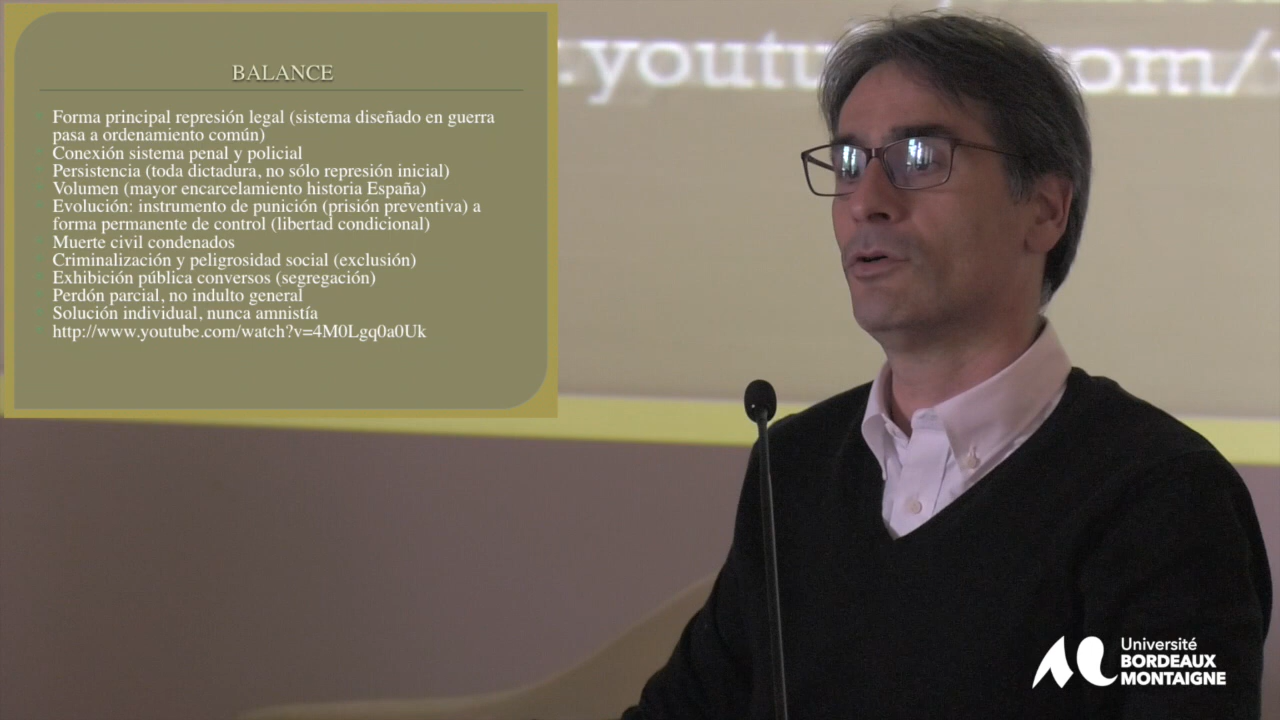 BALANCE
Forma principal represión legal (sistema diseñado en guerra
pasa a ordenamiento común)
Conexión sistema penal y policial
Persistencia (toda dictadura, no sólo represión inicial)
Volumen (mayor encarcelamiento historia España)
Evolución: instrumento de punición (prisión preventiva) a
forma permanente de control (libertad condicional)
Muerte civil condenados
Criminalización y peligrosidad social (exclusión)
Exhibición pública conversos (segregación)
Perdón parcial, no indulto general
Solución individual, nunca amnistía
http://www.youtube.com/watch?v=4M0Lgq0a0Uk
.youtu om/
Université
BORDEAUX
MONTAIGNE